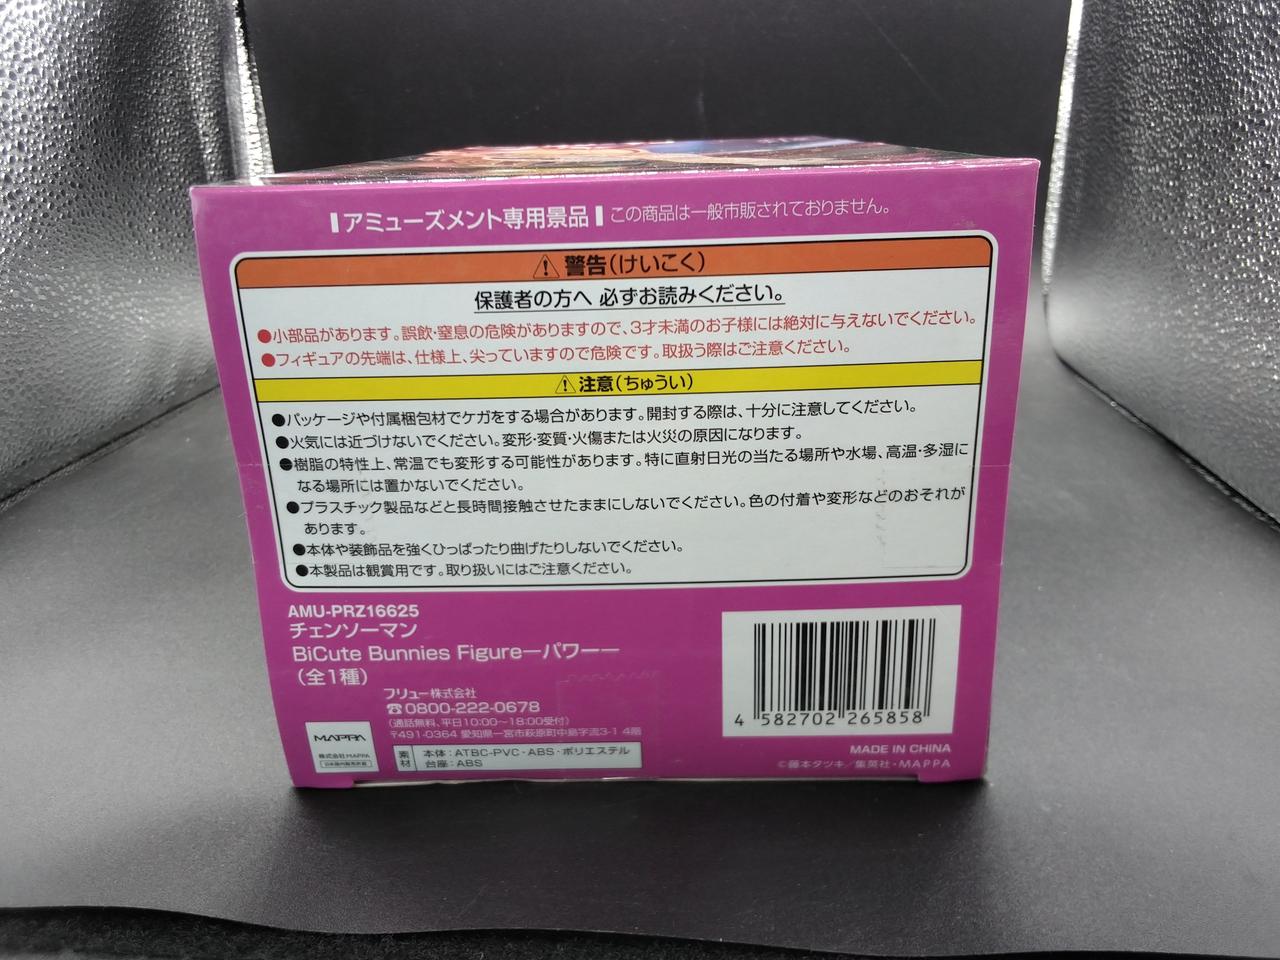 アミューズメント専用景品 この商品は一般市販されておりません。
警告(けいこく)
保護者の方へ 必ずお読みください。
●小部品があります。誤飲・窒息の危険がありますので、3才未満のお子様には絶対に与えないでください。
●フィギュアの先端は、仕様上、尖っていますので危険です。取扱う際はご注意ください。
注意(ちゅうい)
●パッケージや付属梱包材でケガをする場合があります。開封する際は、十分に注意してください。
●火気には近づけないでください。変形・変質・火傷または火災の原因になります。
●樹脂の特性上、常温でも変形する可能性があります。特に直射日光の当たる場所や水場、高温・多湿に
なる場所には置かないでください。
●プラスチック製品などと長時間接触させたままにしないでください。色の付着や変形などのおそれが
あります。
●本体や装飾品を強くひっぱったり曲げたりしないでください。
●本製品は観賞用です。取り扱いにはご注意ください。
AMU-PRZ16625
チェンソーマン
BiCute Bunnies Figure―パワー―
(全1種)
フリュー株式会社
☎0800-222-0678
(通話無料、平日10:00~18:00受付)
〒491-0364 愛知県一宮市萩原町中島字流3-1 4階
MAPPA
株式会社MAPPA
日本国内販売許諾
素材 本体:ATBC-PVC・ABS・ポリエステル
台座:ABS
4 582702 265858
MADE IN CHINA
©藤本タツキ/集英社・MAPPA